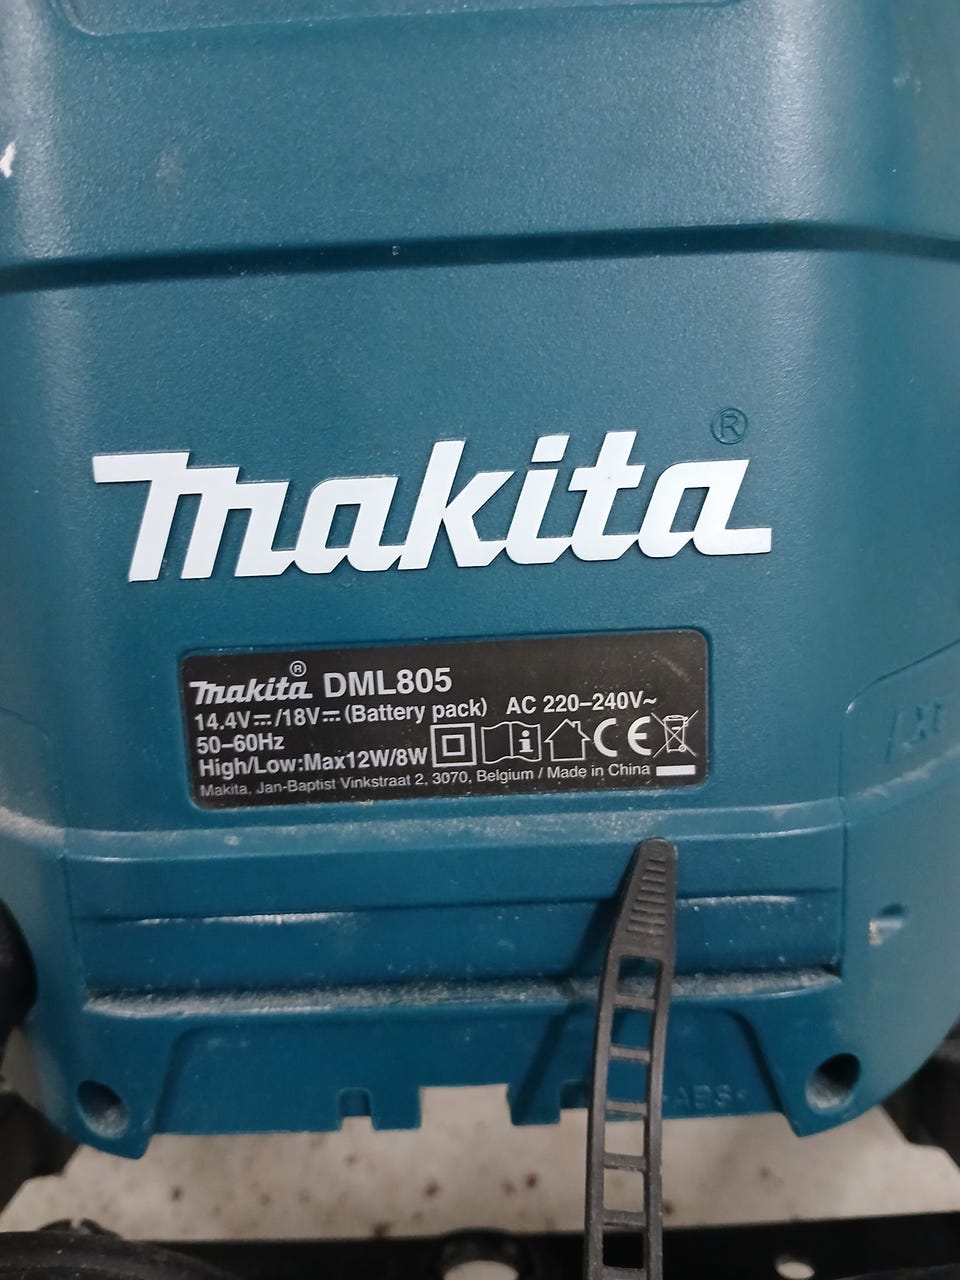 makita®
makita® DML805
14.4V⎓/18V⎓(Battery pack) AC 220–240V~
50–60Hz
High/Low:Max12W/8W CE
Makita, Jan-Baptist Vinkstraat 2, 3070, Belgium / Made in China
>ABS<